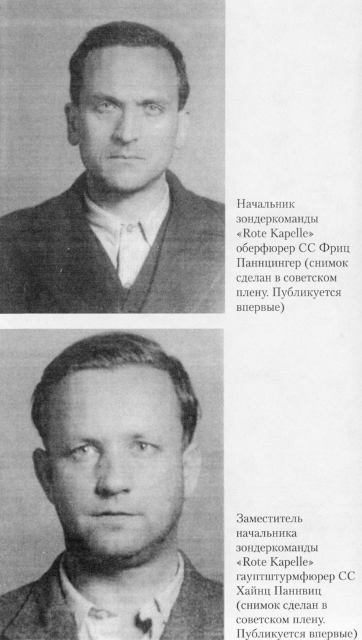 Начальник
зондеркоманды
«Rote Kapelle»
оберфюрер СС Фриц
Паннцингер (снимок
сделан в советском
плену. Публикуется
впервые)
Заместитель
начальника
зондеркоманды
«Rote Kapelle»
гауптштурмфюрер СС
Хайнц Паннвиц
(снимок сделан в
советском плену.
Публикуется впервые)